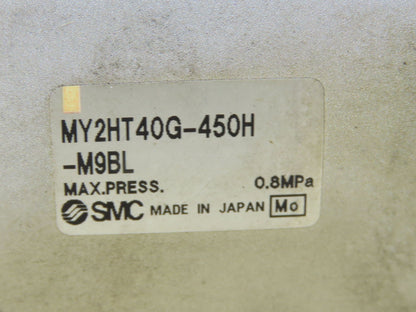 MY2HT40G-450H
-M9BL
MAX.PRESS. 0.8MPa
SMC MADE IN JAPAN Mo